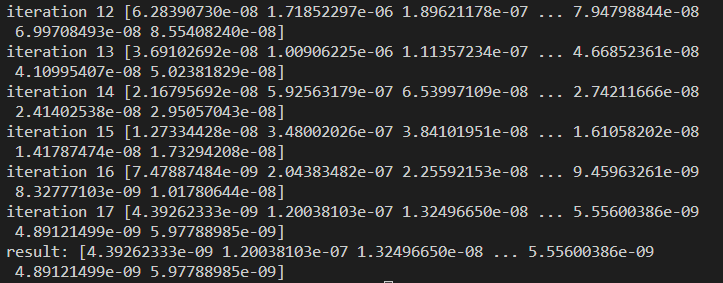 iteration 12 [6.28390730e-08 1.71852297e-06 1.89621178e-07 ... 7.94798844e-08
 6.99708493e-08 8.55408240e-08]
iteration 13 [3.69102692e-08 1.00906225e-06 1.11357234e-07 ... 4.66852361e-08
 4.10995407e-08 5.02381829e-08]
iteration 14 [2.16795692e-08 5.92563179e-07 6.53997109e-08 ... 2.74211666e-08
 2.41402538e-08 2.95057043e-08]
iteration 15 [1.27334428e-08 3.48002026e-07 3.84101951e-08 ... 1.61058202e-08
 1.41787474e-08 1.73294208e-08]
iteration 16 [7.47887484e-09 2.04383482e-07 2.25592153e-08 ... 9.45963261e-09
 8.32777103e-09 1.01780644e-08]
iteration 17 [4.39262333e-09 1.20038103e-07 1.32496650e-08 ... 5.55600386e-09
 4.89121499e-09 5.97788985e-09]
result: [4.39262333e-09 1.20038103e-07 1.32496650e-08 ... 5.55600386e-09
 4.89121499e-09 5.97788985e-09]